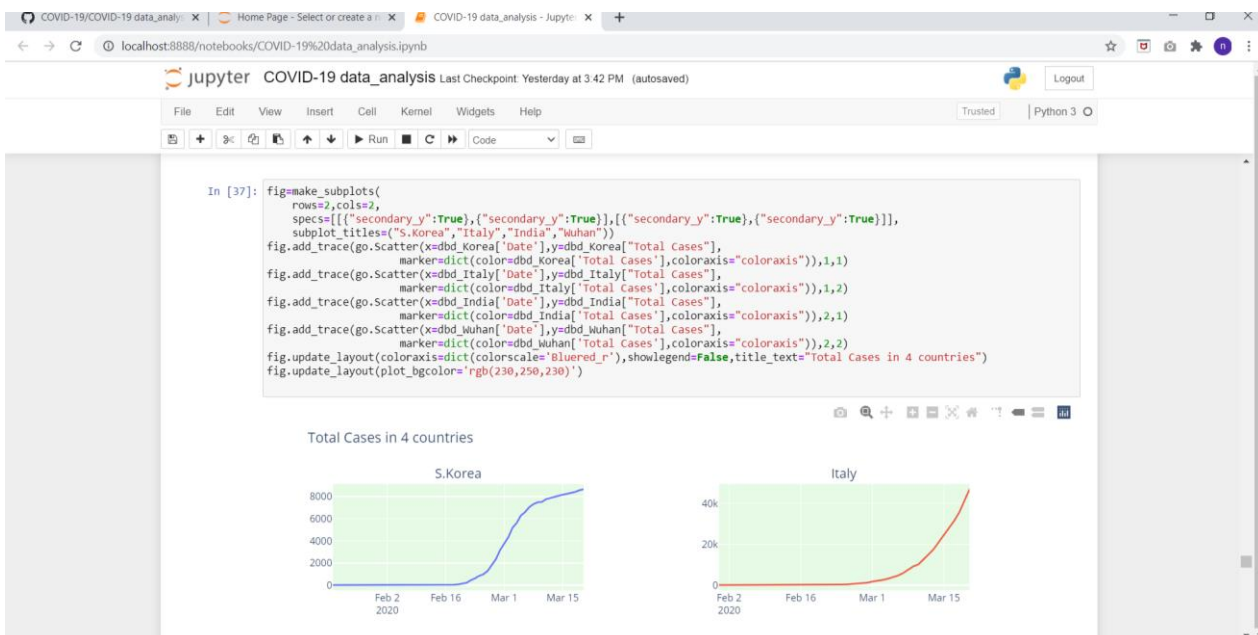 COVID-19/COVID-19 data_analys
Home Page - Select or create a n
COVID-19 data_analysis - Jupyter
localhost:8888/notebooks/COVID-19%20data_analysis.ipynb
n
jupyter COVID-19 data_analysis Last Checkpoint: Yesterday at 3:42 PM (autosaved)
Logout
File Edit View Insert Cell Kernel Widgets Help
Trusted
Python 3
Run
Code
In [37]: fig=make_subplots(
rows=2,cols=2,
specs=[[{"secondary_y":True},{"secondary_y":True}],[{"secondary_y":True},{"secondary_y":True}]],
subplot_titles=("S.Korea","Italy","India","Wuhan"))
fig.add_trace(go.Scatter(x=dbd_Korea['Date'],y=dbd_Korea["Total Cases"],
marker=dict(color=dbd_Korea['Total Cases'],coloraxis="coloraxis")),1,1)
fig.add_trace(go.Scatter(x=dbd_Italy['Date'],y=dbd_Italy["Total Cases"],
marker=dict(color=dbd_Italy['Total Cases'],coloraxis="coloraxis")),1,2)
fig.add_trace(go.Scatter(x=dbd_India['Date'],y=dbd_India["Total Cases"],
marker=dict(color=dbd_India['Total Cases'],coloraxis="coloraxis")),2,1)
fig.add_trace(go.Scatter(x=dbd_Wuhan['Date'],y=dbd_Wuhan["Total Cases"],
marker=dict(color=dbd_Wuhan['Total Cases'],coloraxis="coloraxis")),2,2)
fig.update_layout(coloraxis=dict(colorscale='Bluered_r'),showlegend=False,title_text="Total Cases in 4 countries")
fig.update_layout(plot_bgcolor='rgb(230,250,230)')
Total Cases in 4 countries
S.Korea
8000
6000
4000
2000
0
Feb 2 Feb 16 Mar 1 Mar 15
2020
Italy
40k
20k
0
Feb 2 Feb 16 Mar 1 Mar 15
2020